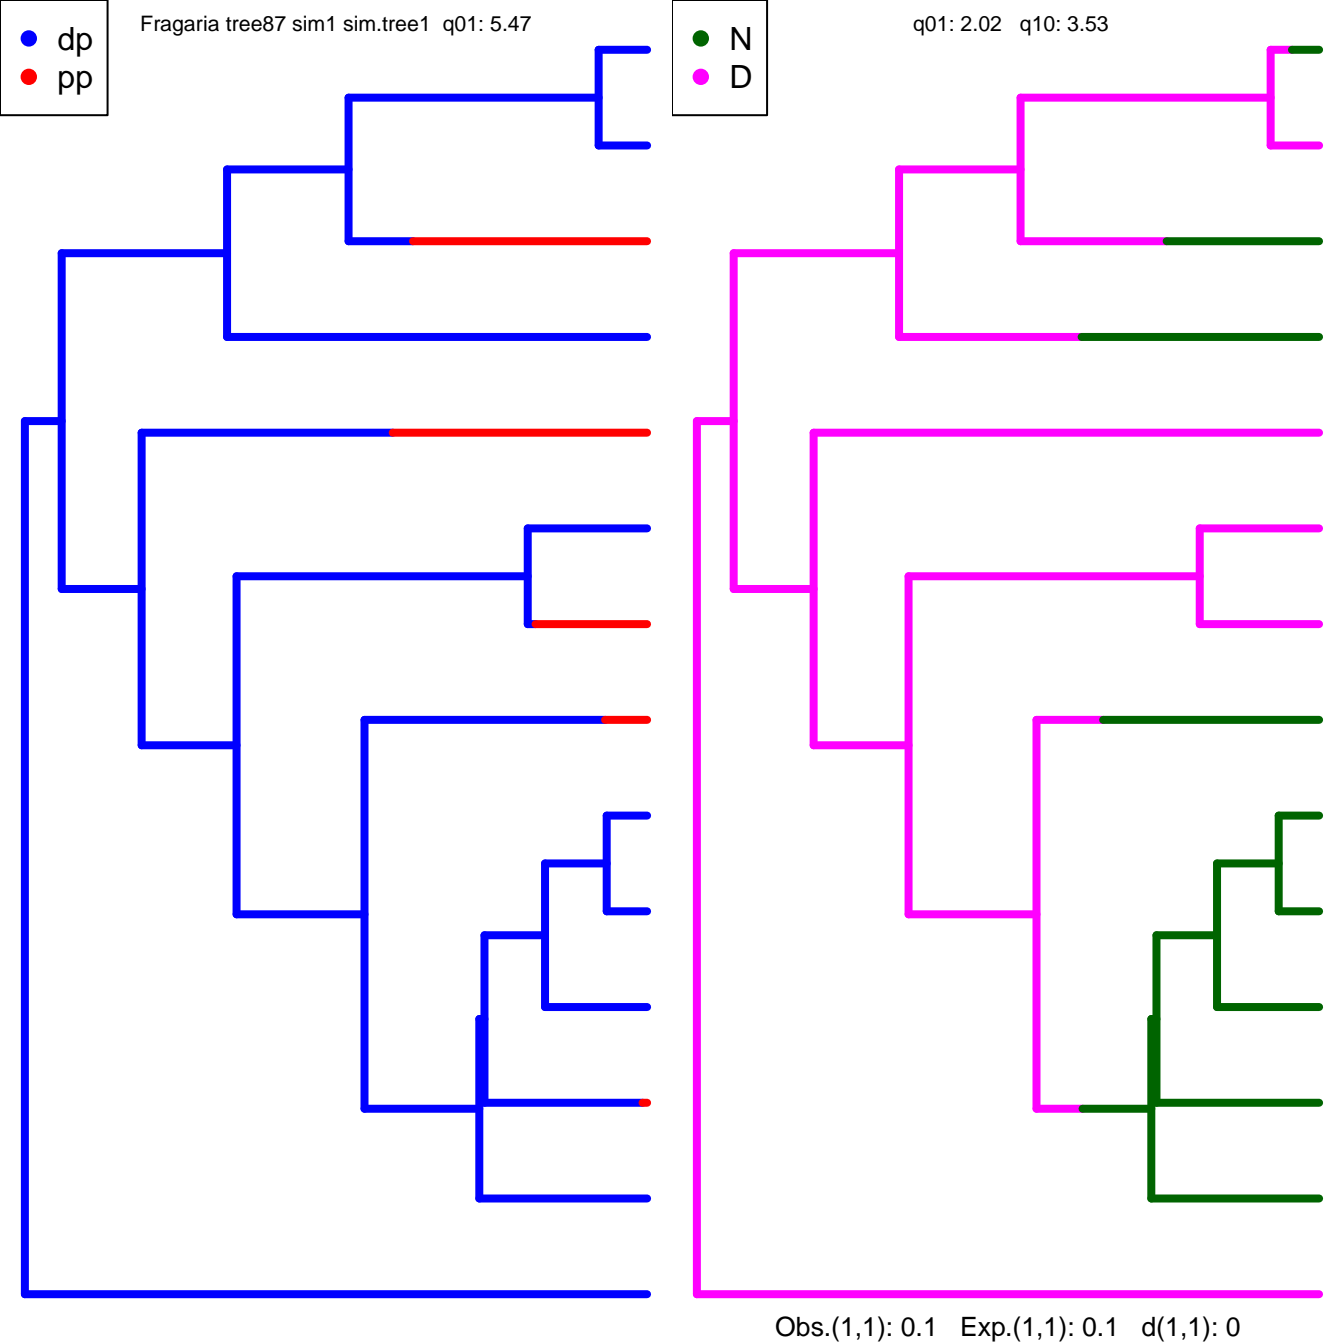 Fragaria tree87 sim1 sim.tree1  q01: 5.47
dp
pp
q01: 2.02   q10: 3.53
N
D
Obs.(1,1): 0.1   Exp.(1,1): 0.1   d(1,1): 0